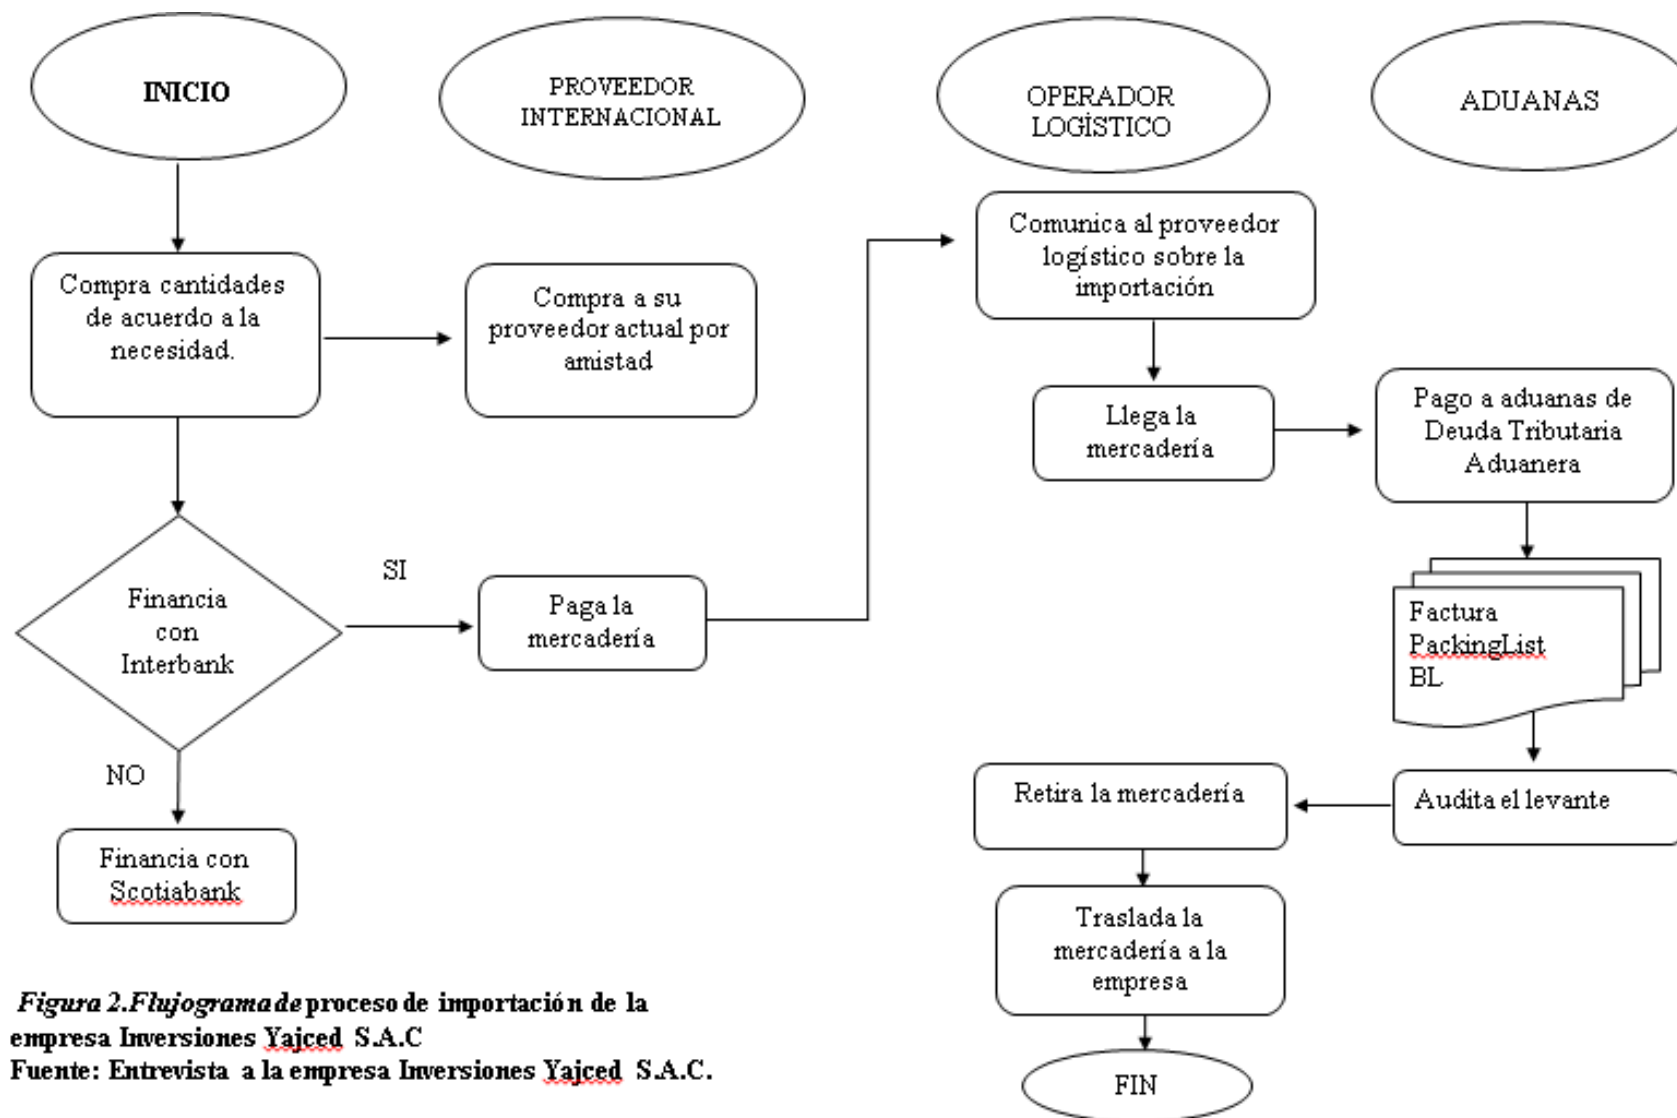 INICIO
PROVEEDOR
INTERNACIONAL
OPERADOR
LOGÍSTICO
ADUANAS
Compra cantidades
de acuerdo a la
necesidad.
Compra a su
proveedor actual por
amistad
Comunica al proveedor
logístico sobre la
importación
Llega la
mercadería
Pago a aduanas de
Deuda Tributaria
Aduanera
Financia
con
Interbank
SI
Paga la
mercadería
Factura
PackingList
BL
NO
Financia con
Scotiabank
Retira la mercadería
Audita el levante
Traslada la
mercadería a la
empresa
FIN
Figura 2.Flujograma de proceso de importación de la
empresa Inversiones Yajced S.A.C
Fuente: Entrevista a la empresa Inversiones Yajced S.A.C.